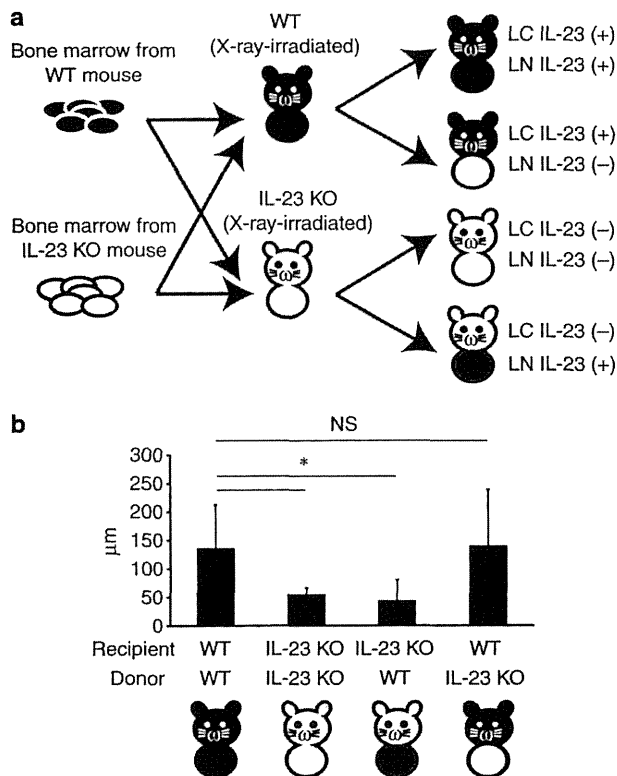 a
Bone marrow from
WT mouse
Bone marrow from
IL-23 KO mouse
WT
(X-ray-irradiated)
IL-23 KO
(X-ray-irradiated)
LC IL-23 (+)
LN IL-23 (+)
LC IL-23 (+)
LN IL-23 (–)
LC IL-23 (–)
LN IL-23 (–)
LC IL-23 (–)
LN IL-23 (+)
b
NS
*
300
250
200
150
100
50
0
μm
Recipient WT IL-23 KO IL-23 KO WT
Donor WT IL-23 KO WT IL-23 KO